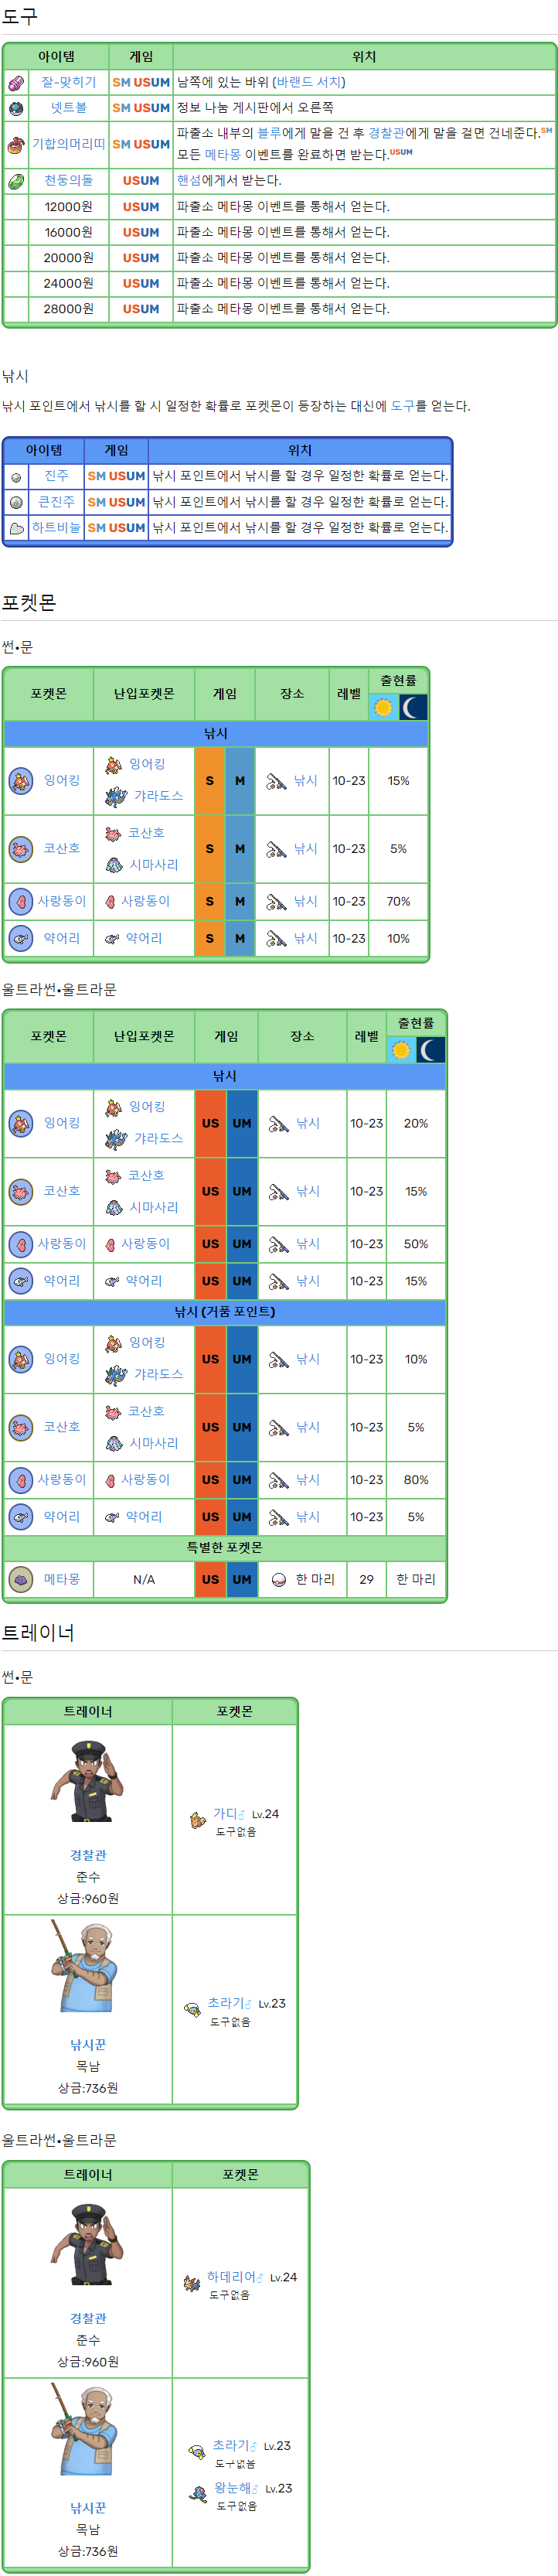 도구
아이템 게임 위치
잘-맞히기 SM USUM 남쪽에 있는 바위 (바랜드 서치)
넷트볼 SM USUM 정보 나눔 게시판에서 오른쪽
기합의머리띠 SM USUM 파출소 내부의 블루에게 말을 건 후 경찰관에게 말을 걸면 건네준다.SM
모든 메타몽 이벤트를 완료하면 받는다.USUM
천둥의돌 USUM 핸섬에게서 받는다.
12000원 USUM 파출소 메타몽 이벤트를 통해서 얻는다.
16000원 USUM 파출소 메타몽 이벤트를 통해서 얻는다.
20000원 USUM 파출소 메타몽 이벤트를 통해서 얻는다.
24000원 USUM 파출소 메타몽 이벤트를 통해서 얻는다.
28000원 USUM 파출소 메타몽 이벤트를 통해서 얻는다.
낚시
낚시 포인트에서 낚시를 할 시 일정한 확률로 포켓몬이 등장하는 대신에 도구를 얻는다.
아이템 게임 위치
진주 SM USUM 낚시 포인트에서 낚시를 할 경우 일정한 확률로 얻는다.
큰진주 SM USUM 낚시 포인트에서 낚시를 할 경우 일정한 확률로 얻는다.
하트비늘 SM USUM 낚시 포인트에서 낚시를 할 경우 일정한 확률로 얻는다.
포켓몬
썬•문
포켓몬 난입포켓몬 게임 장소 레벨 출현률
낚시
잉어킹 잉어킹 갸라도스 S M 낚시 10-23 15%
코산호 코산호 시마사리 S M 낚시 10-23 5%
사랑동이 사랑동이 S M 낚시 10-23 70%
약어리 약어리 S M 낚시 10-23 10%
울트라썬•울트라문
포켓몬 난입포켓몬 게임 장소 레벨 출현률
낚시
잉어킹 잉어킹 갸라도스 US UM 낚시 10-23 20%
코산호 코산호 시마사리 US UM 낚시 10-23 15%
사랑동이 사랑동이 US UM 낚시 10-23 50%
약어리 약어리 US UM 낚시 10-23 15%
낚시 (거품 포인트)
잉어킹 잉어킹 갸라도스 US UM 낚시 10-23 10%
코산호 코산호 시마사리 US UM 낚시 10-23 5%
사랑동이 사랑동이 US UM 낚시 10-23 80%
약어리 약어리 US UM 낚시 10-23 5%
특별한 포켓몬
메타몽 N/A US UM 한 마리 29 한 마리
트레이너
썬•문
트레이너 포켓몬
경찰관
준수
상금:960원
가디♂ Lv.24
도구없음
낚시꾼
목남
상금:736원
초라기♂ Lv.23
도구없음
울트라썬•울트라문
트레이너 포켓몬
경찰관
준수
상금:960원
하데리어♂ Lv.24
도구없음
낚시꾼
목남
상금:736원
초라기♂ Lv.23
도구없음
왕눈해♂ Lv.23
도구없음